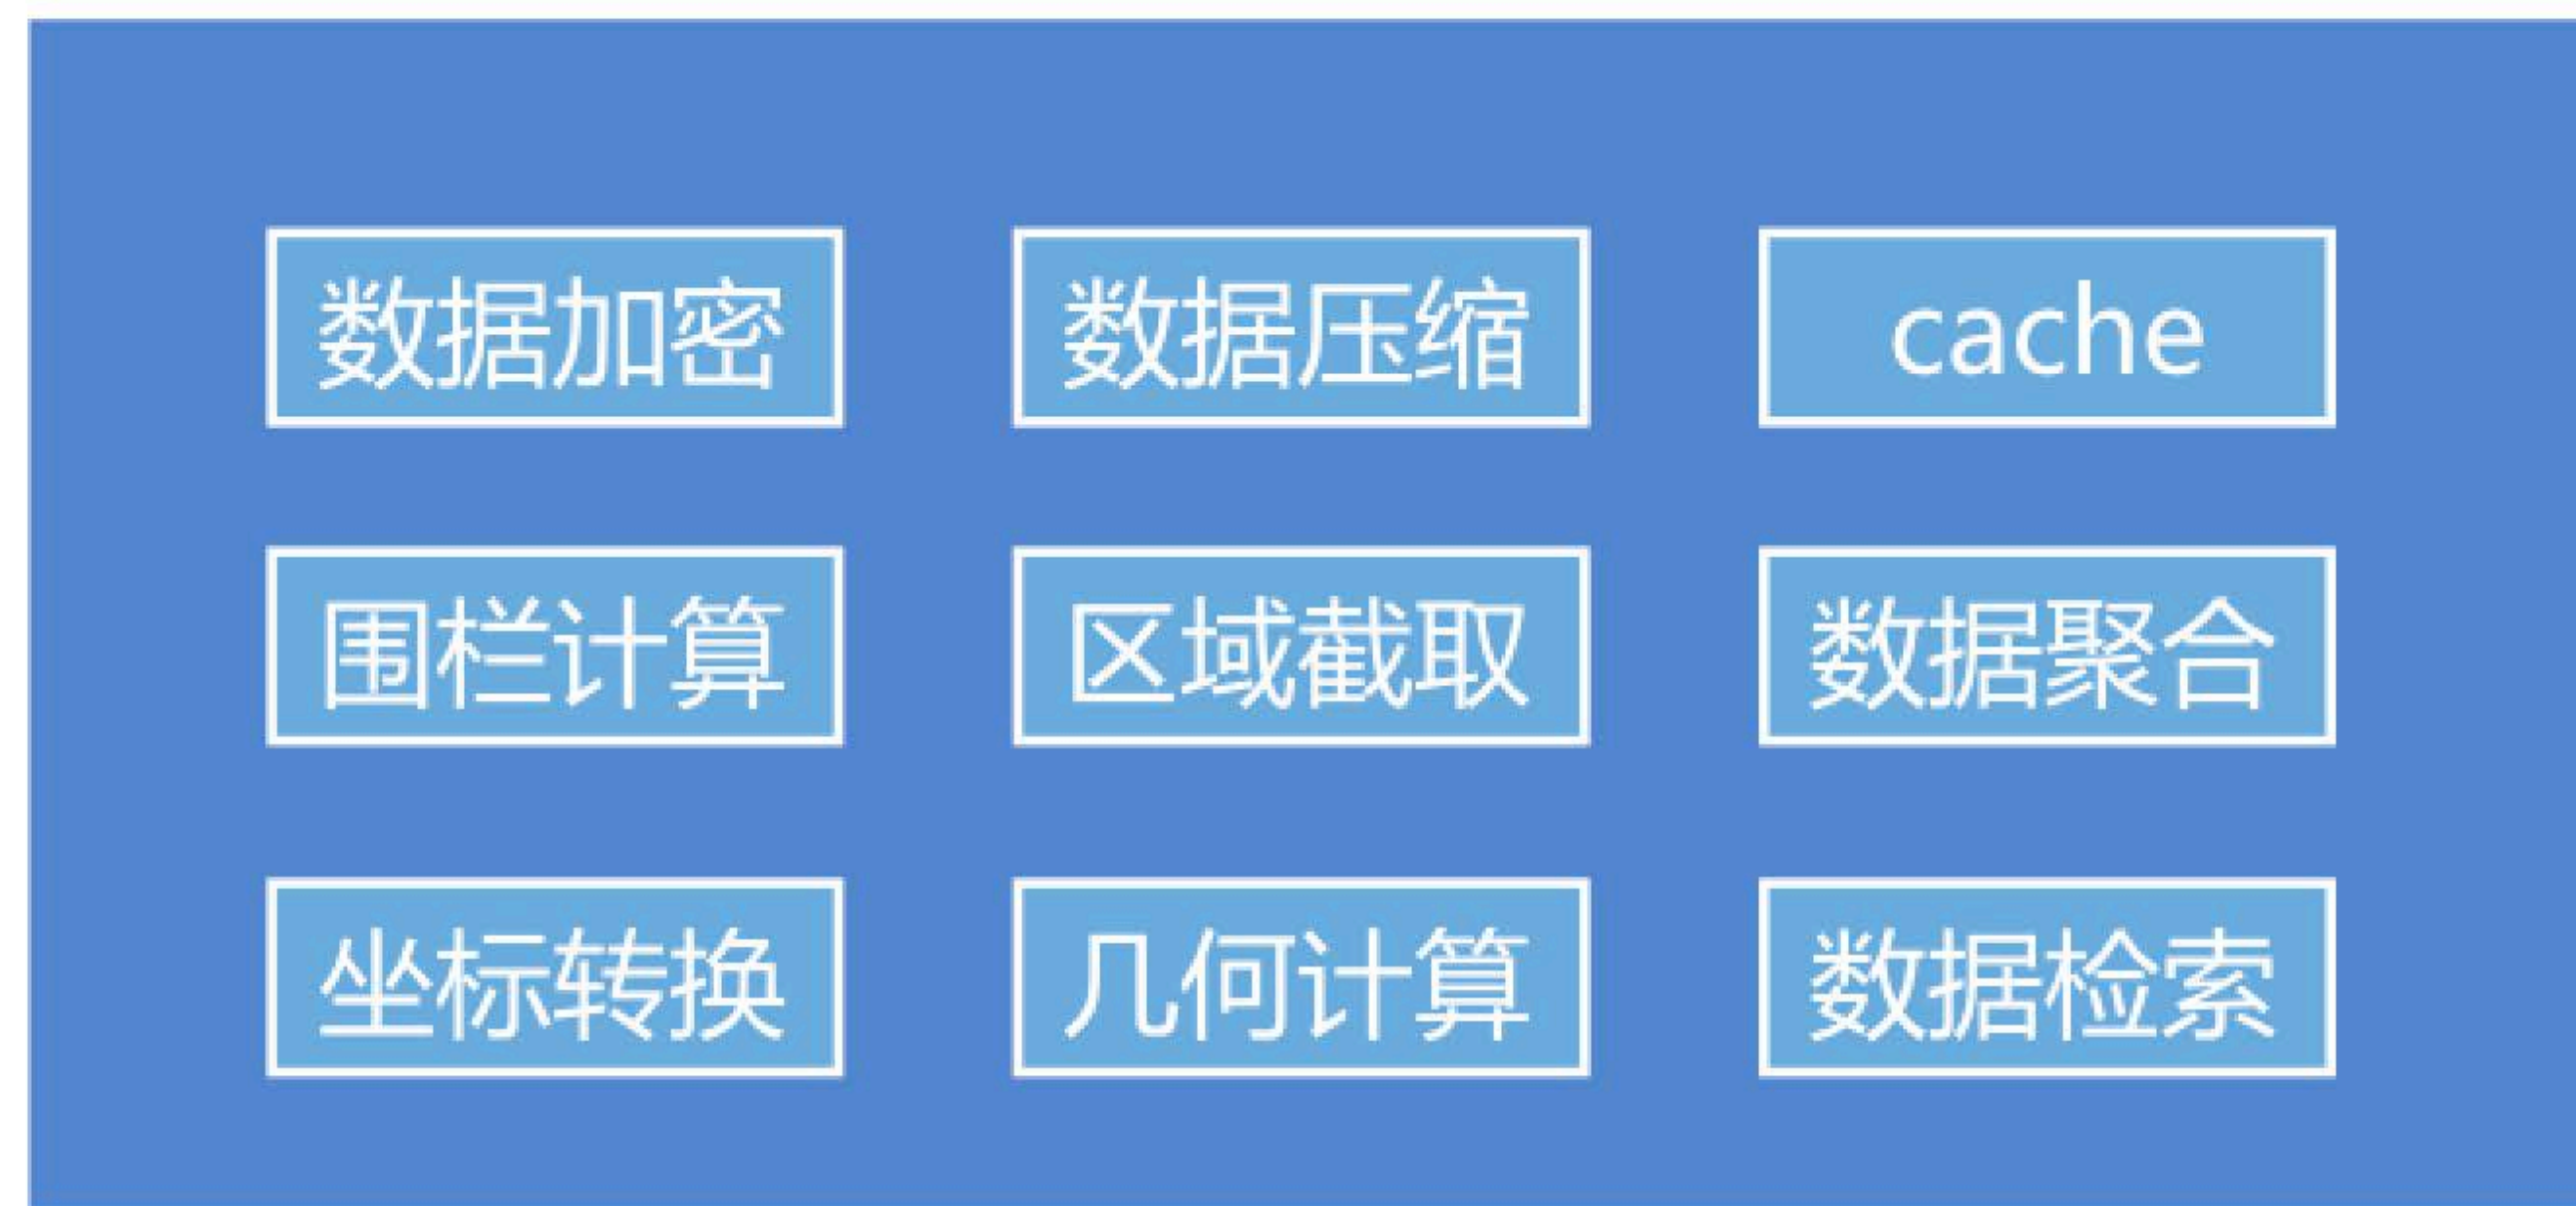 数据加密
数据压缩
cache
围栏计算
区域截取
数据聚合
坐标转换
几何计算
数据检索